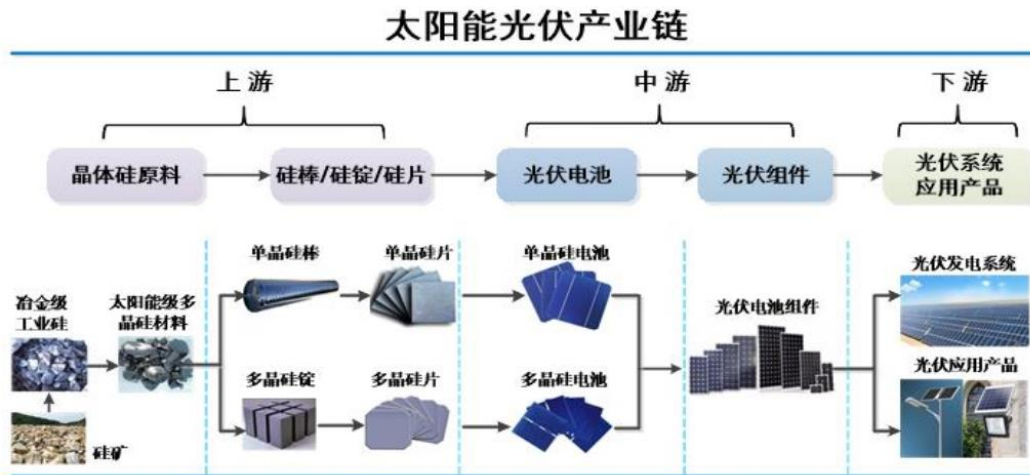 太阳能光伏产业链
上游
中游
下游
晶体硅原料
硅棒/硅锭/硅片
光伏电池
光伏组件
光伏系统
应用产品
单晶硅棒
单晶硅片
单晶硅电池
光伏发电系统
冶金级
工业硅
太阳能级多
晶硅材料
光伏电池组件
多晶硅锭
多晶硅片
多晶硅电池
光伏应用产品
硅矿